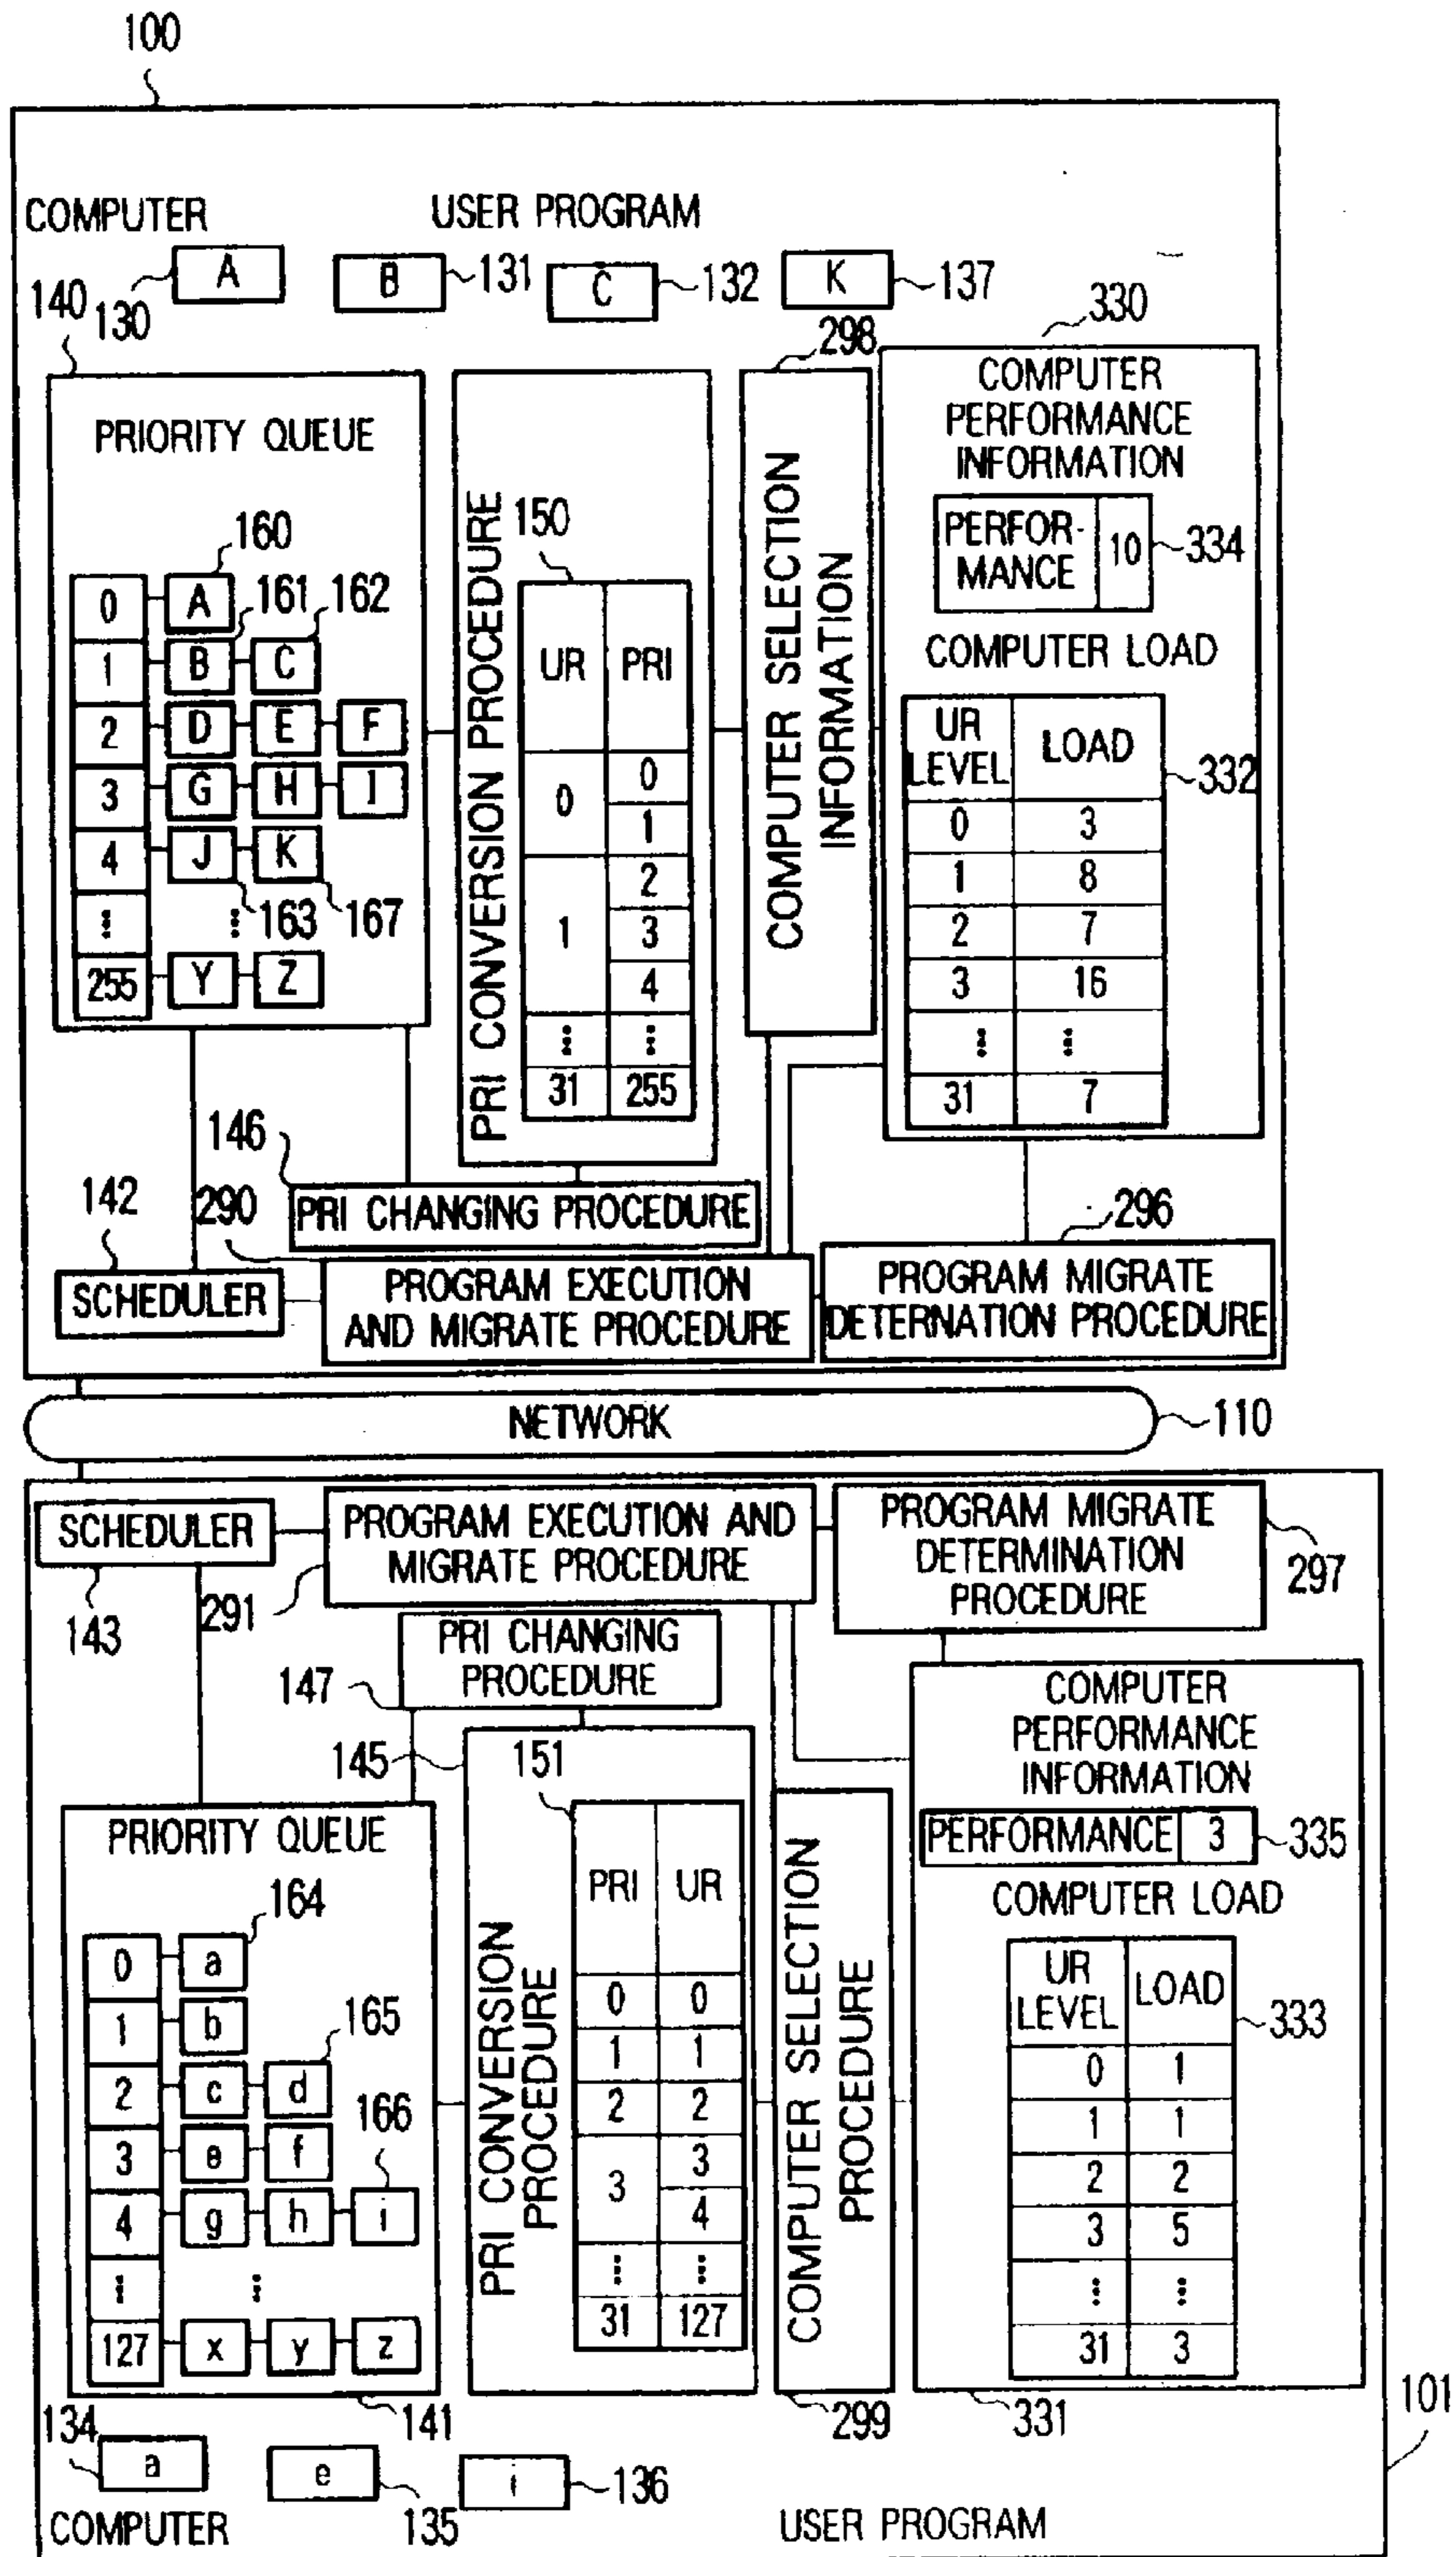 100
COMPUTER
USER PROGRAM
A
B
131
C
132
K
137
140
130
298
330
PRIORITY QUEUE
160
0
A
161
162
1
B
C
2
D
E
F
3
G
H
I
4
J
K
163
167
255
Y
Z
PRI CONVERSION PROCEDURE
150
UR
PRI
0
0
1
1
2
3
4
31
255
COMPUTER SELECTION
INFORMATION
COMPUTER
PERFORMANCE
INFORMATION
PERFOR-
MANCE
10
334
COMPUTER LOAD
UR
LEVEL
LOAD
332
0
3
1
8
2
7
3
16
31
7
146
PRI CHANGING PROCEDURE
142
290
296
SCHEDULER
PROGRAM EXECUTION
AND MIGRATE PROCEDURE
PROGRAM MIGRATE
DETERNATION PROCEDURE
NETWORK
110
SCHEDULER
143
PROGRAM EXECUTION AND
MIGRATE PROCEDURE
291
PROGRAM MIGRATE
DETERMINATION
PROCEDURE
297
PRI CHANGING
PROCEDURE
147
145
151
PRIORITY QUEUE
164
0
a
1
b
165
2
c
d
166
3
e
f
4
g
h
i
127
x
y
z
141
PRI CONVERSION
PROCEDURE
PRI
UR
0
0
1
1
2
2
3
3
4
31
127
COMPUTER SELECTION
PROCEDURE
299
COMPUTER
PERFORMANCE
INFORMATION
PERFORMANCE
3
335
COMPUTER LOAD
UR
LEVEL
LOAD
333
0
1
1
1
2
2
3
5
31
3
331
101
134
a
e
135
i
136
COMPUTER
USER PROGRAM